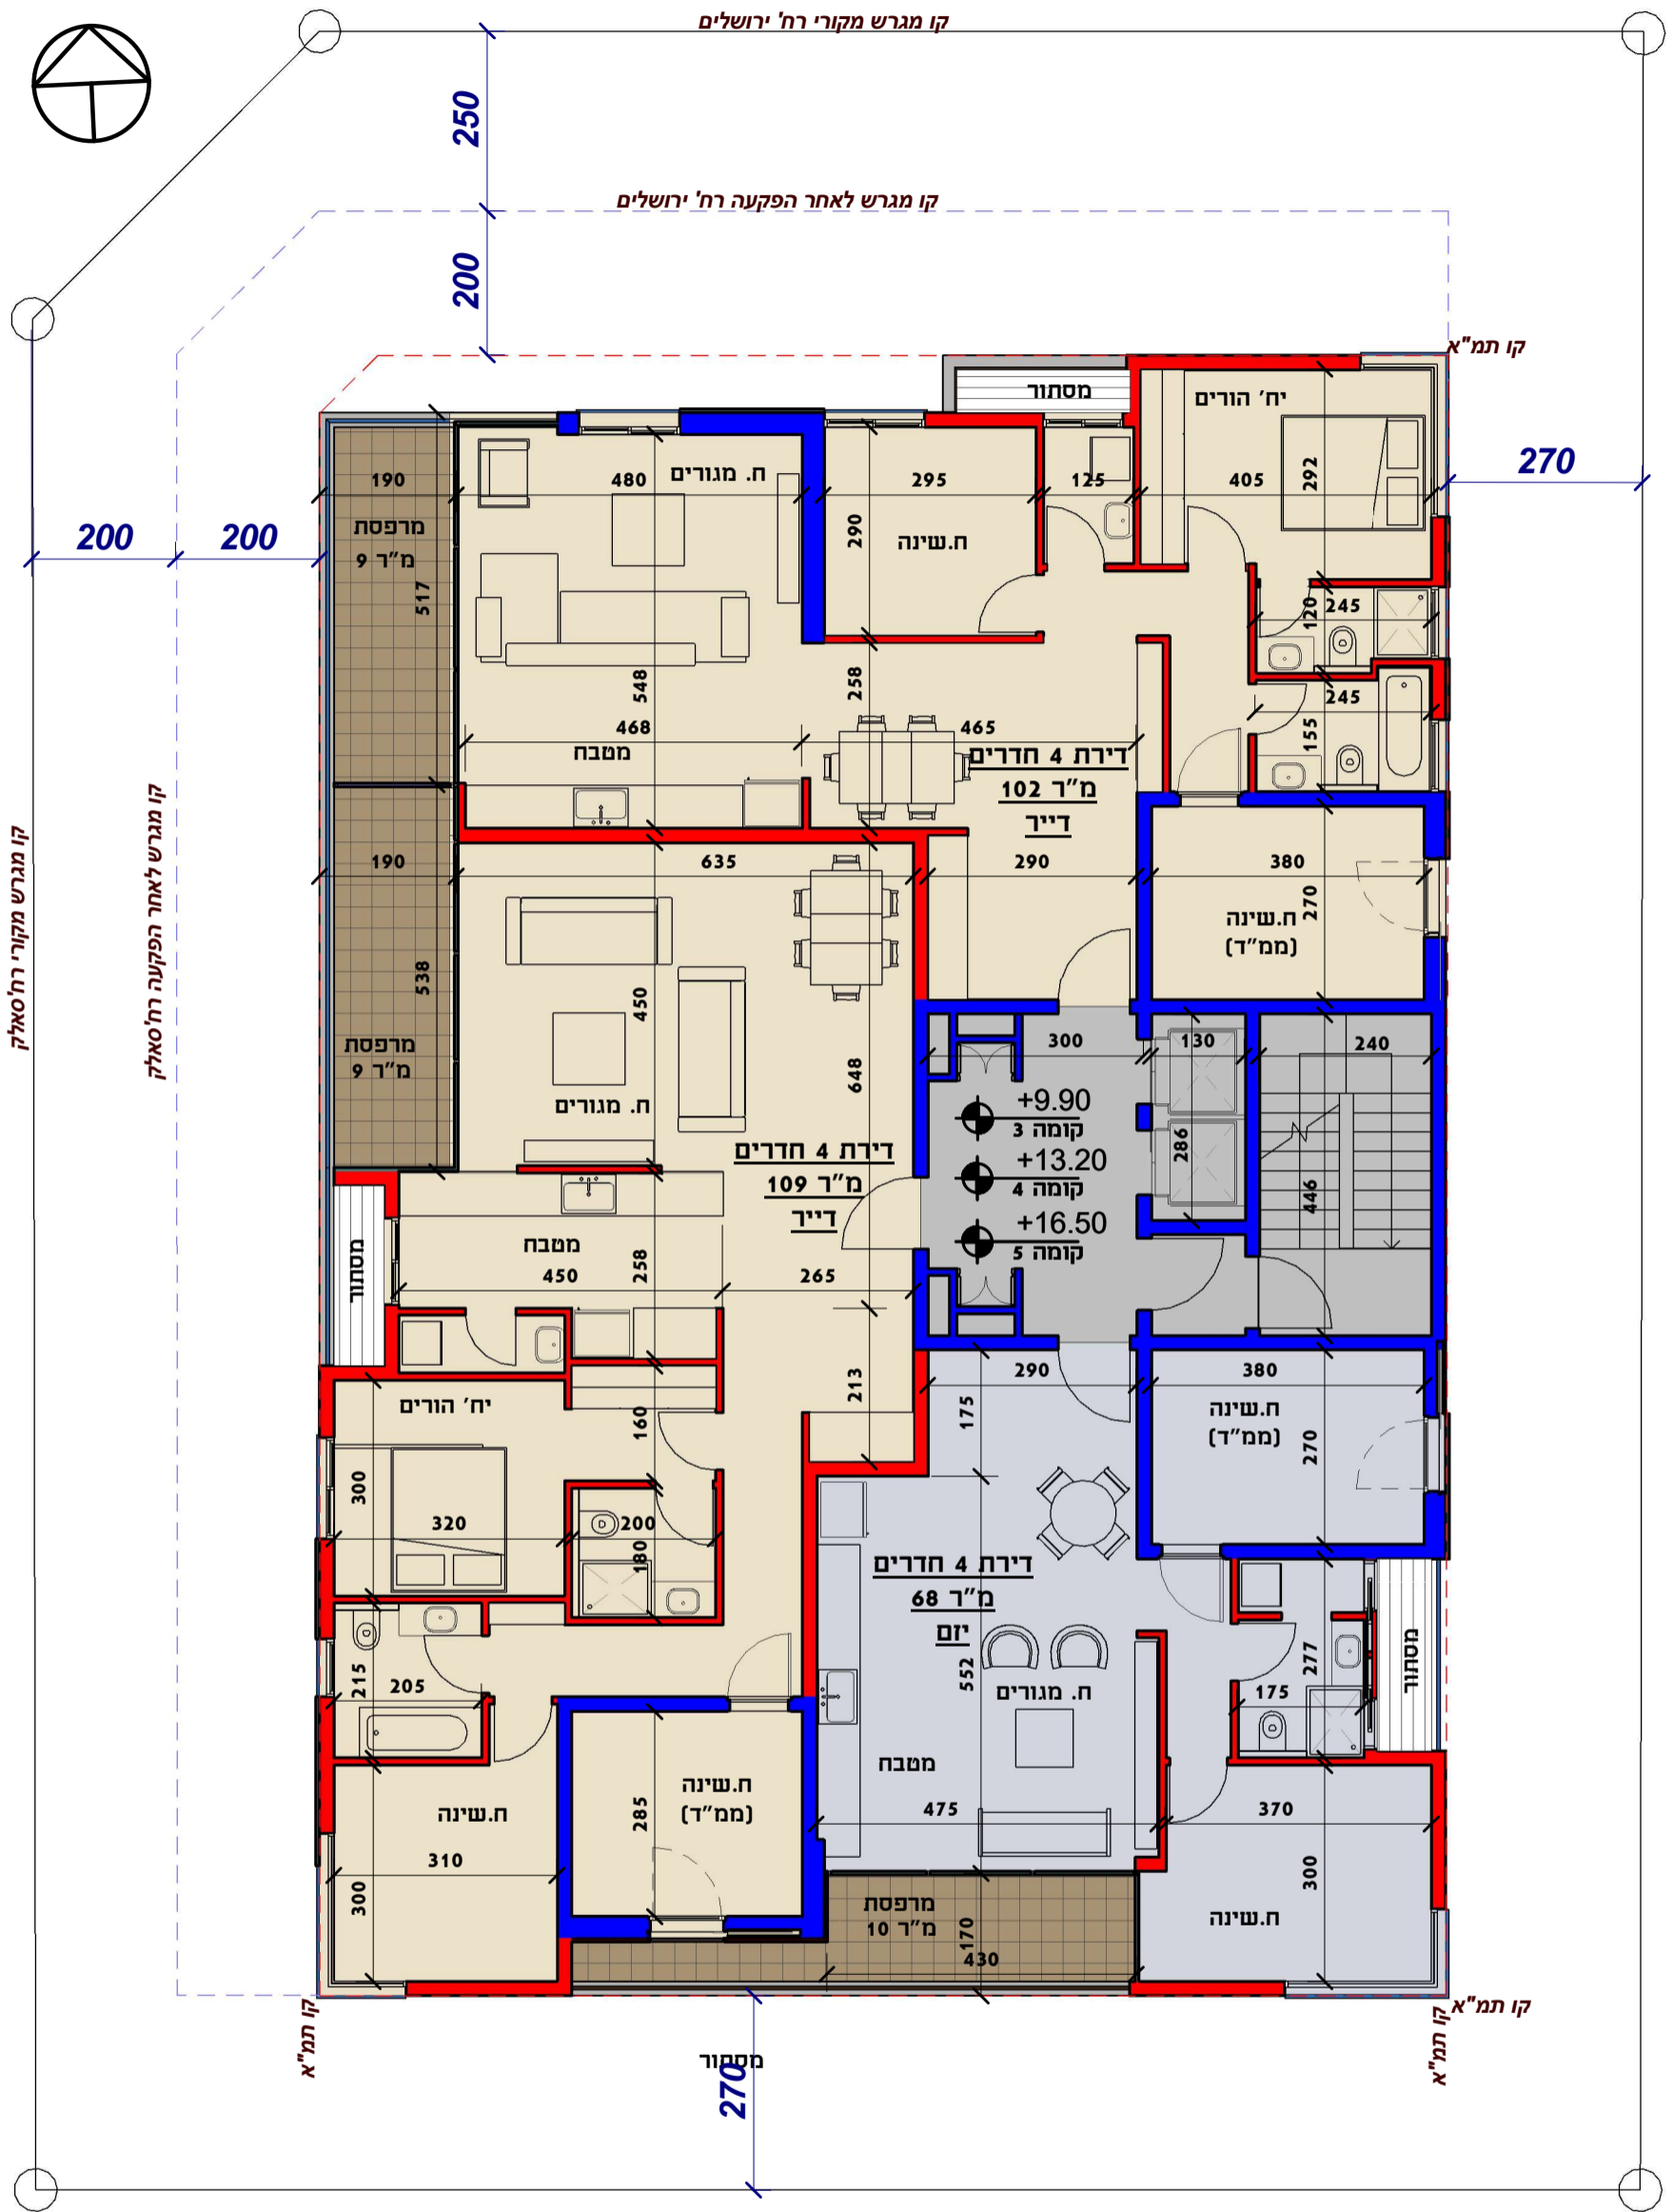 קו מגרש מקורי רח' ירושלים
250
קו מגרש לאחר הפקעה רח' ירושלים
200
קו תמ"א
מסתור
יח' הורים
270
190
480
ח. מגורים
295
125
405
292
200
200
מרפסת
9 מ"ר
290
ח.שינה
517
120
245
548
258
245
155
468
465
מטבח
דירת 4 חדרים
102 מ"ר
דייר
קו מגרש מקורי רח'סאלק
קו מגרש לאחר הפקעה רח'סאלק
190
635
290
380
270
ח.שינה
(ממ"ד)
538
450
מרפסת
9 מ"ר
648
300
130
240
ח. מגורים
+9.90
קומה 3
+13.20
קומה 4
+16.50
קומה 5
286
446
דירת 4 חדרים
109 מ"ר
דייר
מסתור
מטבח
258
450
265
213
290
380
175
יח' הורים
160
ח.שינה
(ממ"ד)
270
300
320
200
180
דירת 4 חדרים
68 מ"ר
יזם
552
215
205
277
175
מסתור
ח. מגורים
מטבח
ח.שינה
ח.שינה
(ממ"ד)
285
475
370
310
300
300
מרפסת
10 מ"ר
170
430
ח.שינה
קו תמ"א
קו תמ"א
קו תמ"א
מסתור
270